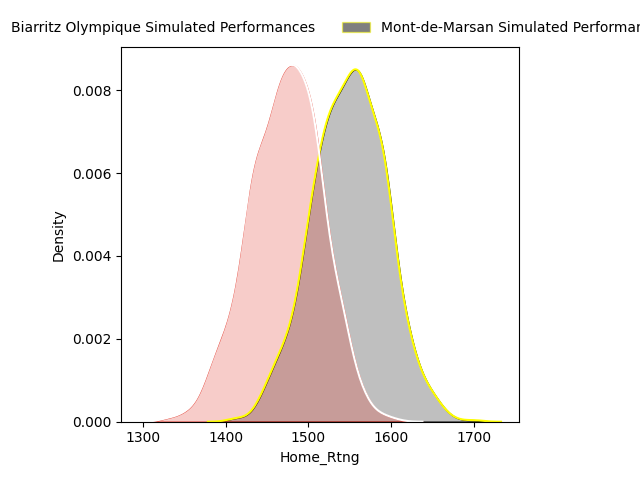 Biarritz Olympique Simulated Performances Mont-de-Marsan Simulated
0.008
0.006
0.004
0.002
0.000
Density
1300 1400 1500 1600 1700
Home_Rtng